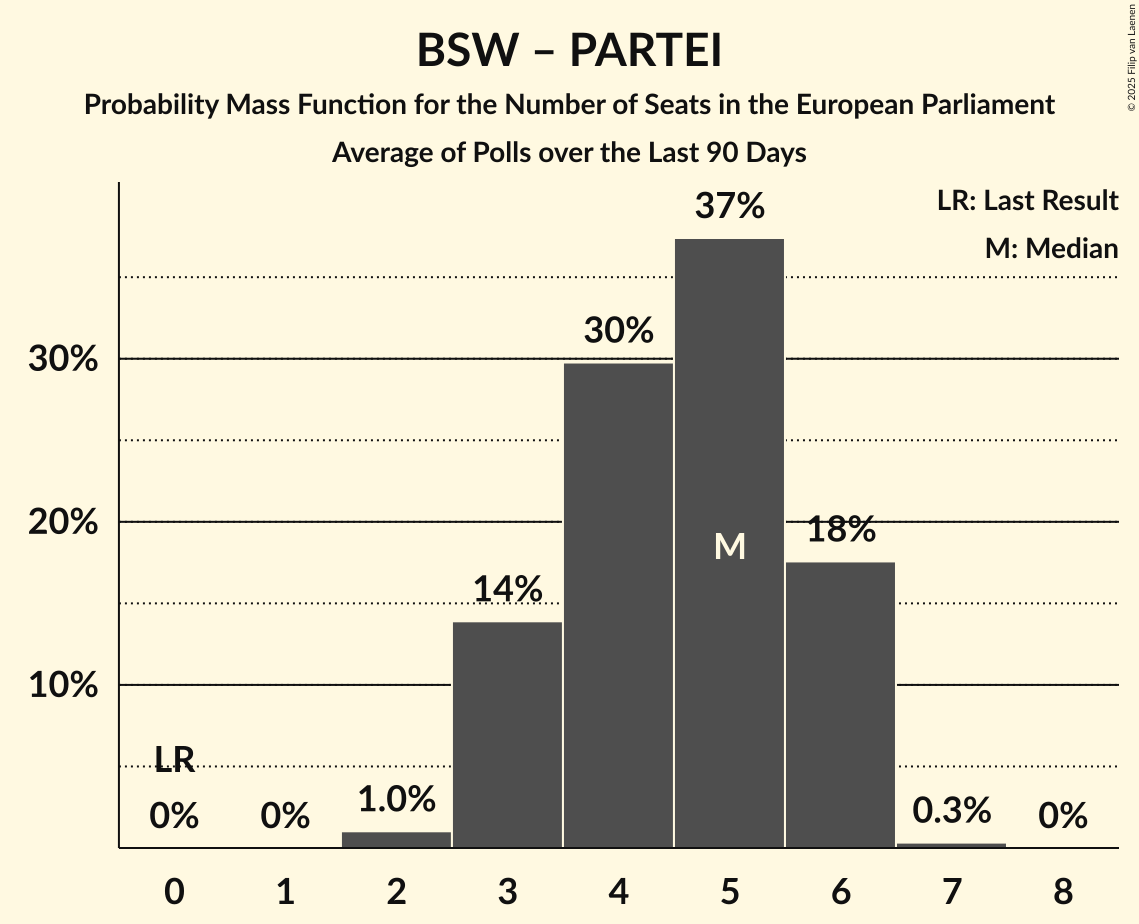 BSW – PARTEI
Probability Mass Function for the Number of Seats in the European Parliament
Average of Polls over the Last 90 Days
© 2025 Filip van Laenen
LR: Last Result
M: Median
37%
30%
30%
20%
18%
M
14%
10%
LR
0%
0%
1.0%
0.3%
0%
0 1 2 3 4 5 6 7 8